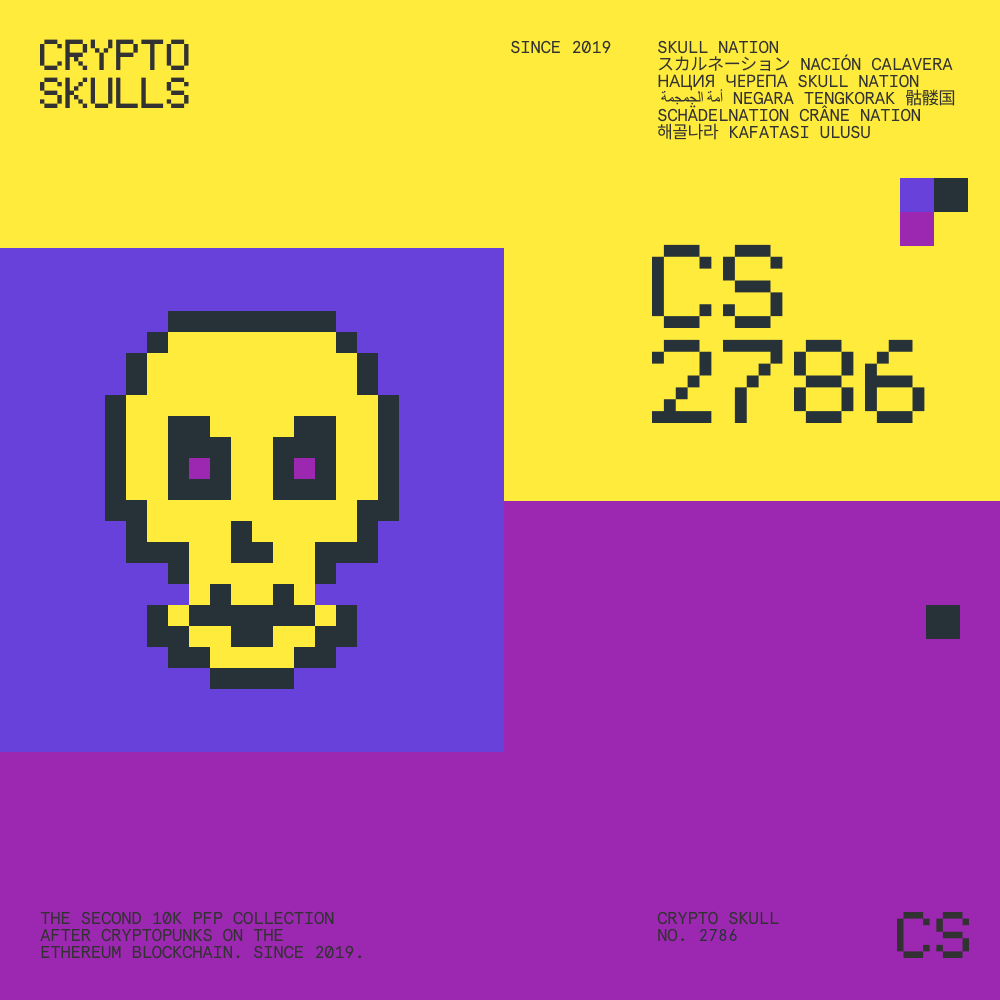 CRYPTO
SKULLS
SINCE 2019
SKULL NATION
スカルネーション NACIÓN CALAVERA
НАЦИЯ ЧЕРЕПА SKULL NATION
أمة الجمجمة NEGARA TENGKORAK 骷髅国
SCHÄDELNATION CRÂNE NATION
해골나라 KAFATASI ULUSU
CS
2786
THE SECOND 10K PFP COLLECTION
AFTER CRYPTOPUNKS ON THE
ETHEREUM BLOCKCHAIN. SINCE 2019.
CRYPTO SKULL
NO. 2786
CS